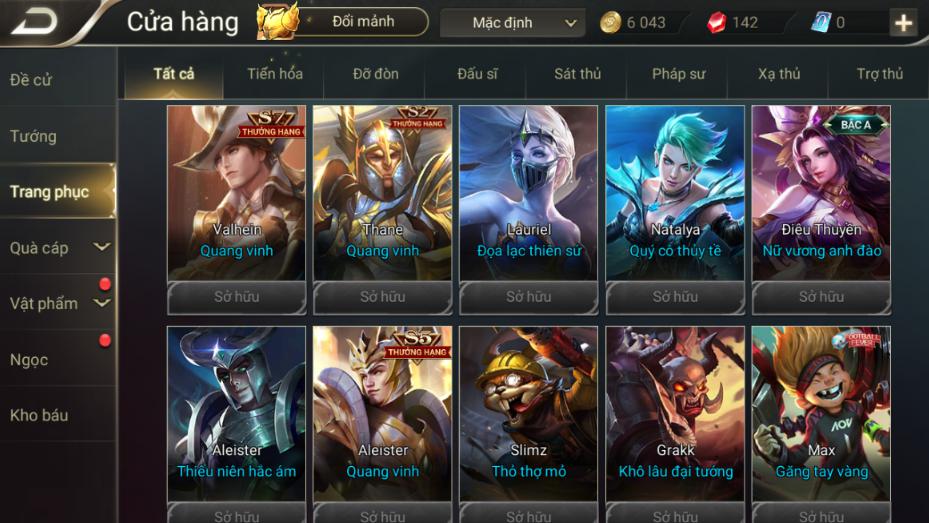 Cửa hàng
Đổi mảnh
Mặc định
6 043
142
0
Đề cử
Tướng
Trang phục
Quà cáp
Vật phẩm
Ngọc
Kho báu
Tất cả
Tiến hóa
Đỡ đòn
Đấu sĩ
Sát thủ
Pháp sư
Xạ thủ
Trợ thủ
S7
THƯỞNG HẠNG
Valhein
Quang vinh
Sở hữu
S2
THƯỞNG HẠNG
Thane
Quang vinh
Sở hữu
Lauriel
Đọa lạc thiên sứ
Sở hữu
Natalya
Quý cô thủy tề
Sở hữu
BẬC A
Điêu Thuyền
Nữ vương anh đào
Sở hữu
Aleister
Thiếu niên hắc ám
Sở hữu
S5
THƯỞNG HẠNG
Aleister
Quang vinh
Sở hữu
Slimz
Thỏ thợ mỏ
Sở hữu
Grakk
Khô lâu đại tướng
Sở hữu
FOOTBALL
FEVER
AOV
Max
Găng tay vàng
Sở hữu